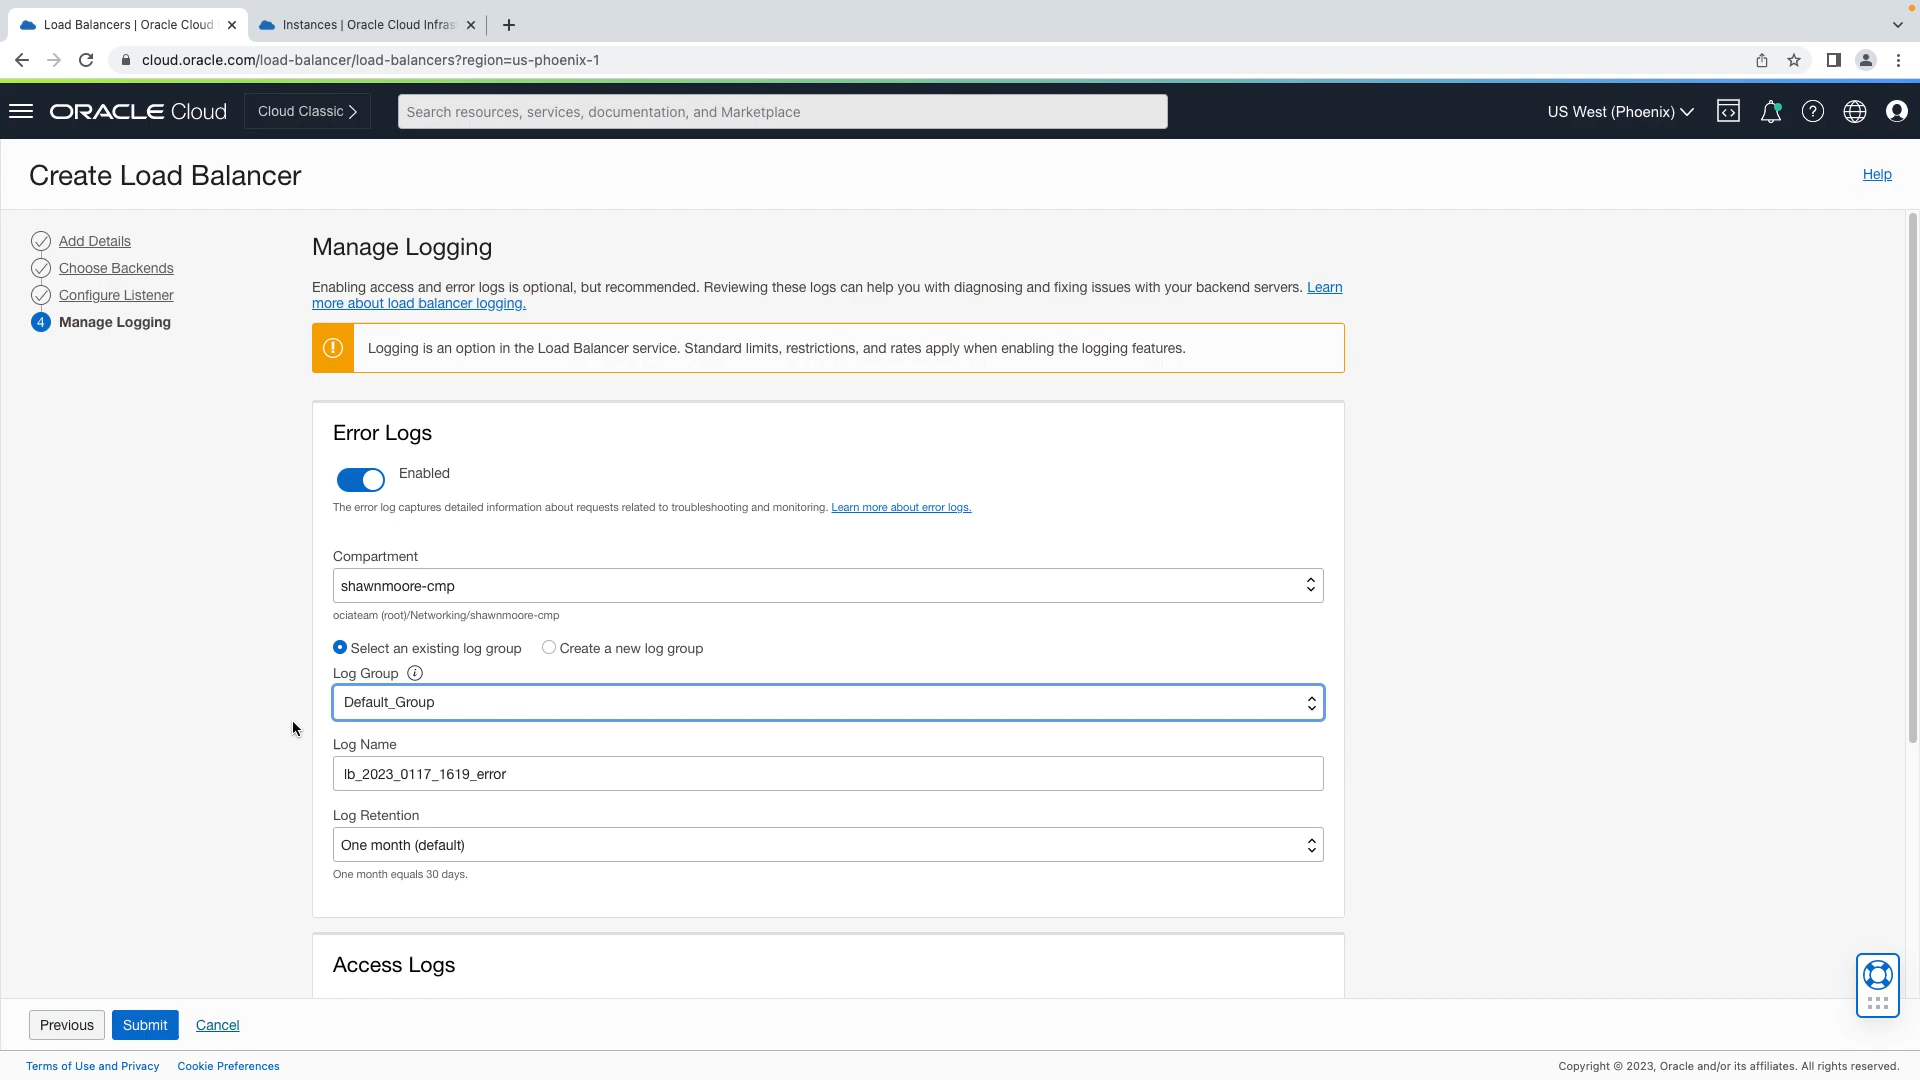 Load Balancers | Oracle Cloud
Instances | Oracle Cloud Infras
cloud.oracle.com/load-balancer/load-balancers?region=us-phoenix-1
ORACLE Cloud
Cloud Classic
Search resources, services, documentation, and Marketplace
US West (Phoenix)
Create Load Balancer
Help
Add Details
Choose Backends
Configure Listener
4 Manage Logging
Manage Logging
Enabling access and error logs is optional, but recommended. Reviewing these logs can help you with diagnosing and fixing issues with your backend servers. Learn
more about load balancer logging.
Logging is an option in the Load Balancer service. Standard limits, restrictions, and rates apply when enabling the logging features.
Error Logs
Enabled
The error log captures detailed information about requests related to troubleshooting and monitoring. Learn more about error logs.
Compartment
shawnmoore-cmp
ociateam (root)/Networking/shawnmoore-cmp
Select an existing log group
Create a new log group
Log Group
Default_Group
Log Name
lb_2023_0117_1619_error
Log Retention
One month (default)
One month equals 30 days.
Access Logs
Previous
Submit
Cancel
Terms of Use and Privacy
Cookie Preferences
Copyright © 2023, Oracle and/or its affiliates. All rights reserved.